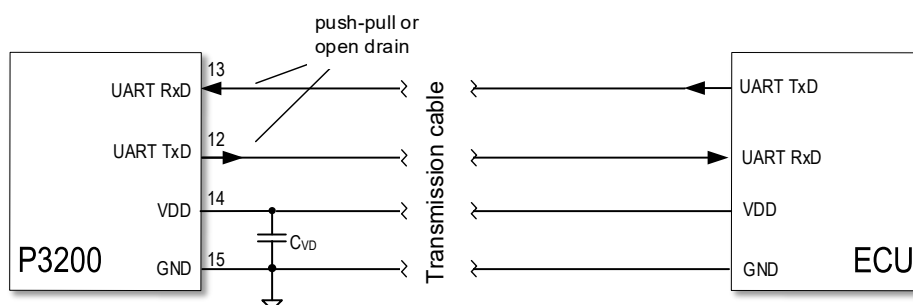 push-pull or
open drain
13
UART RxD
UART TxD
12
UART TxD
UART RxD
14
VDD
VDD
C_VD
15
GND
GND
P3200
ECU
Transmission cable